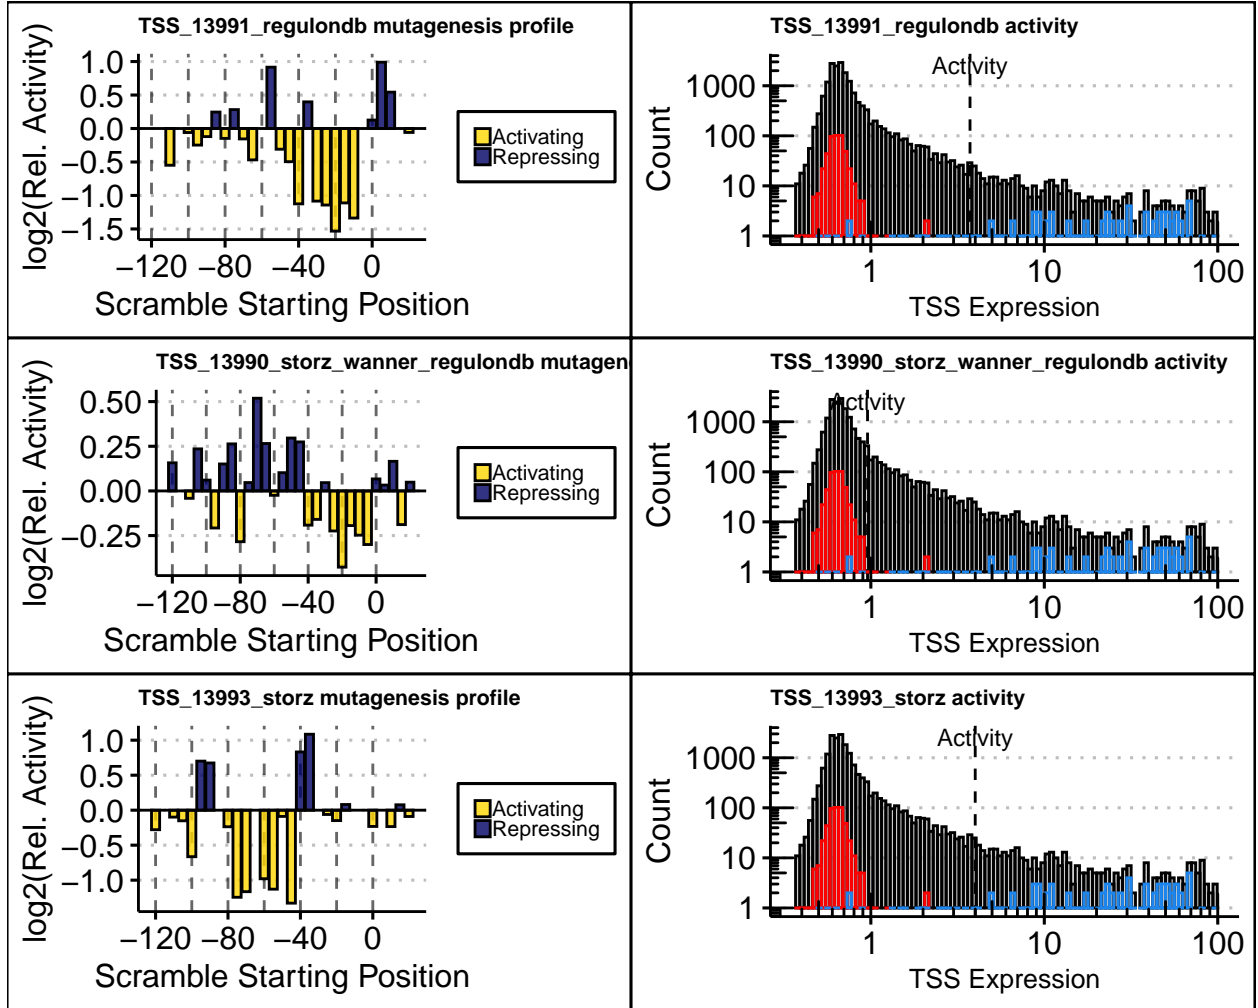 TSS_13991_regulondb mutagenesis profile
log2(Rel. Activity)
1.0
0.5
0.0
−0.5
−1.0
−1.5
−120 −80 −40 0
Scramble Starting Position
Activating
Repressing
TSS_13991_regulondb activity
Count
1000
100
10
1
Activity
1 10 100
TSS Expression
TSS_13990_storz_wanner_regulondb mutagen
log2(Rel. Activity)
0.50
0.25
0.00
−0.25
−120 −80 −40 0
Scramble Starting Position
Activating
Repressing
TSS_13990_storz_wanner_regulondb activity
Count
1000
100
10
1
Activity
1 10 100
TSS Expression
TSS_13993_storz mutagenesis profile
log2(Rel. Activity)
1.0
0.5
0.0
−0.5
−1.0
−120 −80 −40 0
Scramble Starting Position
Activating
Repressing
TSS_13993_storz activity
Count
1000
100
10
1
Activity
1 10 100
TSS Expression